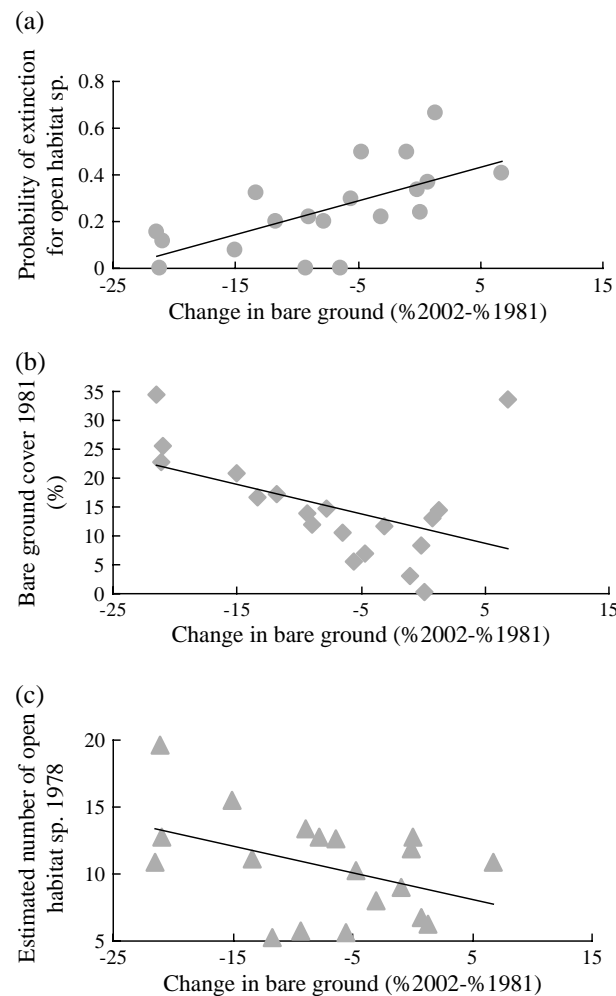 (a)
Probability of extinction
for open habitat sp.
0.8
0.6
0.4
0.2
0
-25 -15 -5 5 15
Change in bare ground (%2002-%1981)
(b)
Bare ground cover 1981
(%)
35
30
25
20
15
10
5
0
-25 -15 -5 5 15
Change in bare ground (%2002-%1981)
(c)
Estimated number of open
habitat sp. 1978
20
15
10
5
-25 -15 -5 5 15
Change in bare ground (%2002-%1981)